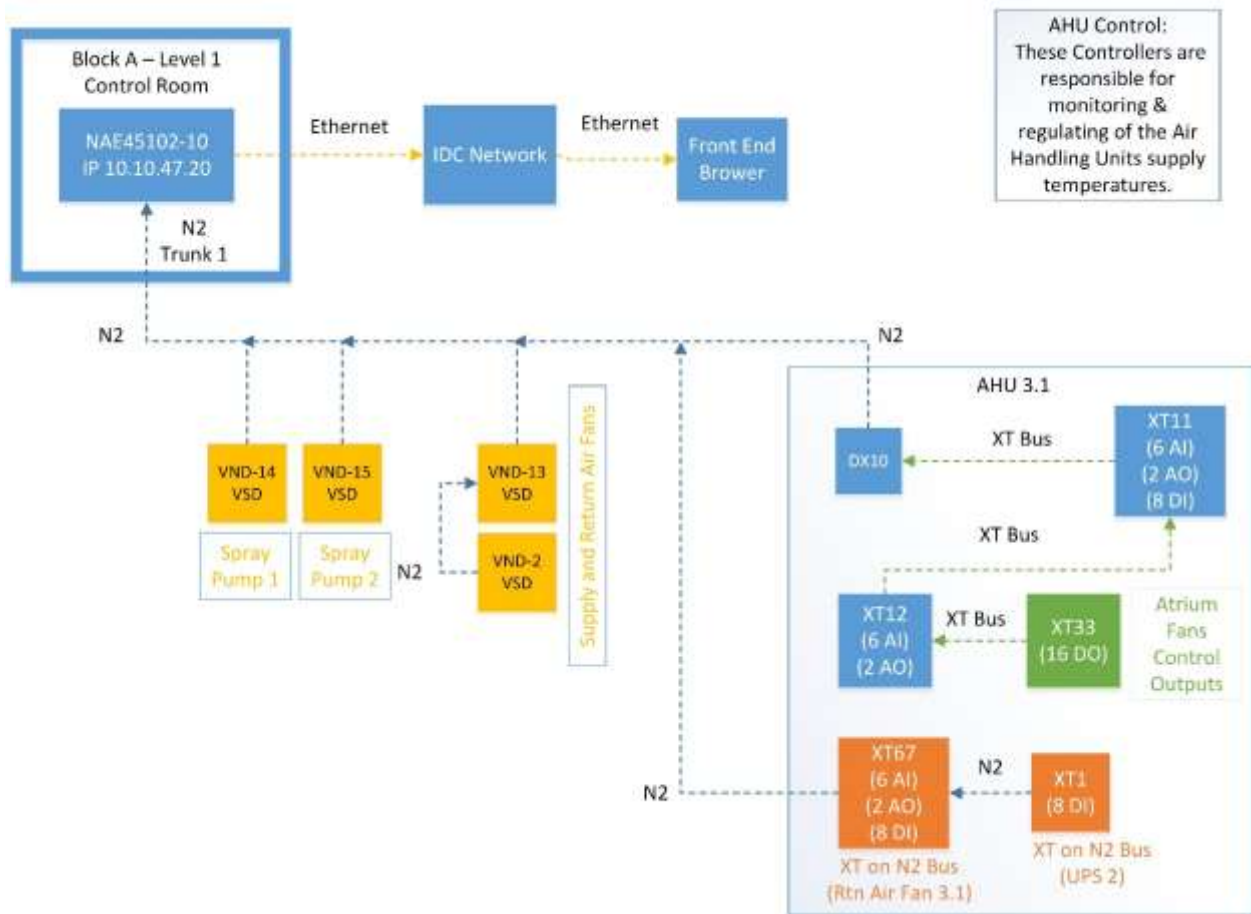 Block A – Level 1
Control Room
NAE45102-10
IP 10.10.47.20
N2
Trunk 1
Ethernet
IDC Network
Ethernet
Front End
Brower
AHU Control:
These Controllers are
responsible for
monitoring &
regulating of the Air
Handling Units supply
temperatures.
N2
N2
VND-14
VSD
Spray
Pump 1
VND-15
VSD
Spray
Pump 2
N2
VND-13
VSD
VND-2
VSD
Supply and Return Air Fans
AHU 3.1
DX10
XT Bus
XT11
(6 AI)
(2 AO)
(8 DI)
XT Bus
XT12
(6 AI)
(2 AO)
XT Bus
XT33
(16 DO)
Atrium
Fans
Control
Outputs
N2
XT67
(6 AI)
(2 AO)
(8 DI)
N2
XT1
(8 DI)
XT on N2 Bus
(Rtn Air Fan 3.1)
XT on N2 Bus
(UPS 2)